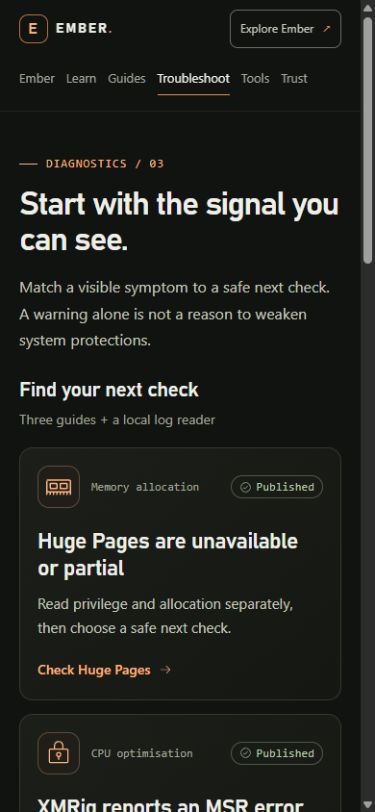 E EMBER.
Explore Ember ↗
Ember Learn Guides Troubleshoot Tools Trust
DIAGNOSTICS / 03
Start with the signal you
can see.
Match a visible symptom to a safe next check.
A warning alone is not a reason to weaken
system protections.
Find your next check
Three guides + a local log reader
Memory allocation
Published
Huge Pages are unavailable
or partial
Read privilege and allocation separately,
then choose a safe next check.
Check Huge Pages →
CPU optimisation
Published
XMRig reports an MSR error